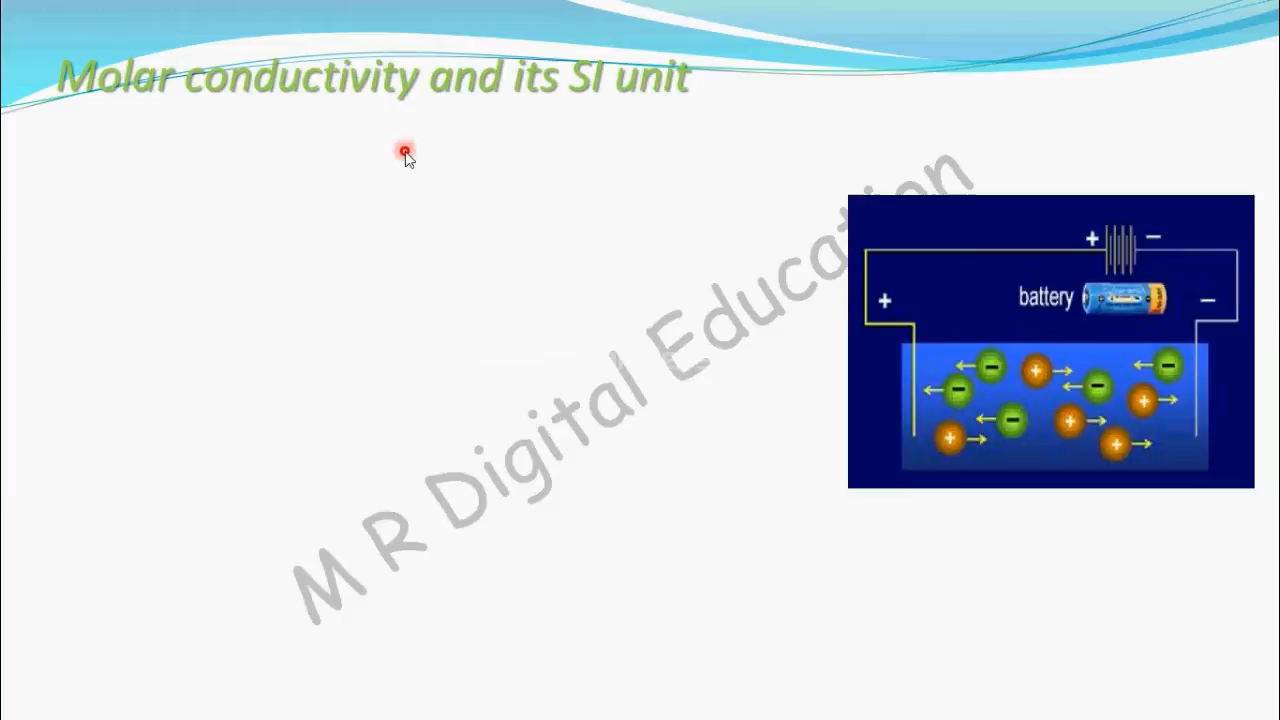 Molar conductivity and its SI unit
M R Digital Education
+ −
battery
+ −
− + − − − + − + + +